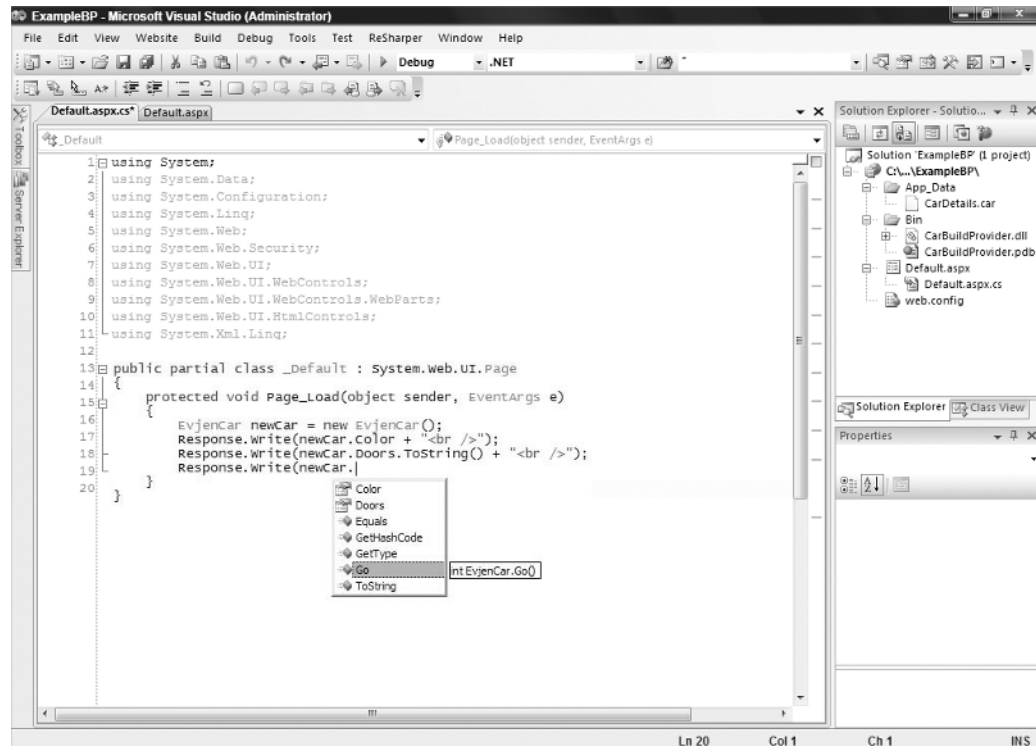 ExampleBP - Microsoft Visual Studio (Administrator)
File Edit View Website Build Debug Tools Test ReSharper Window Help
Debug .NET
Default.aspx.cs* Default.aspx
_Default Page_Load(object sender, EventArgs e)
Toolbox
Server Explorer
1 using System;
2 using System.Data;
3 using System.Configuration;
4 using System.Linq;
5 using System.Web;
6 using System.Web.Security;
7 using System.Web.UI;
8 using System.Web.UI.WebControls;
9 using System.Web.UI.WebControls.WebParts;
10 using System.Web.UI.HtmlControls;
11 using System.Xml.Linq;
12
13 public partial class _Default : System.Web.UI.Page
14 {
15 protected void Page_Load(object sender, EventArgs e)
{
16 EvjenCar newCar = new EvjenCar();
17 Response.Write(newCar.Color + "<br />");
18 Response.Write(newCar.Doors.ToString() + "<br />");
19 Response.Write(newCar.
}
20 }
Color
Doors
Equals
GetHashCode
GetType
Go int EvjenCar.Go()
ToString
Solution Explorer - Solutio...
Solution 'ExampleBP' (1 project)
C:\...\ExampleBP\
App_Data
CarDetails.car
Bin
CarBuildProvider.dll
CarBuildProvider.pdb
Default.aspx
Default.aspx.cs
web.config
Solution Explorer Class View
Properties
Ln 20 Col 1 Ch 1 INS